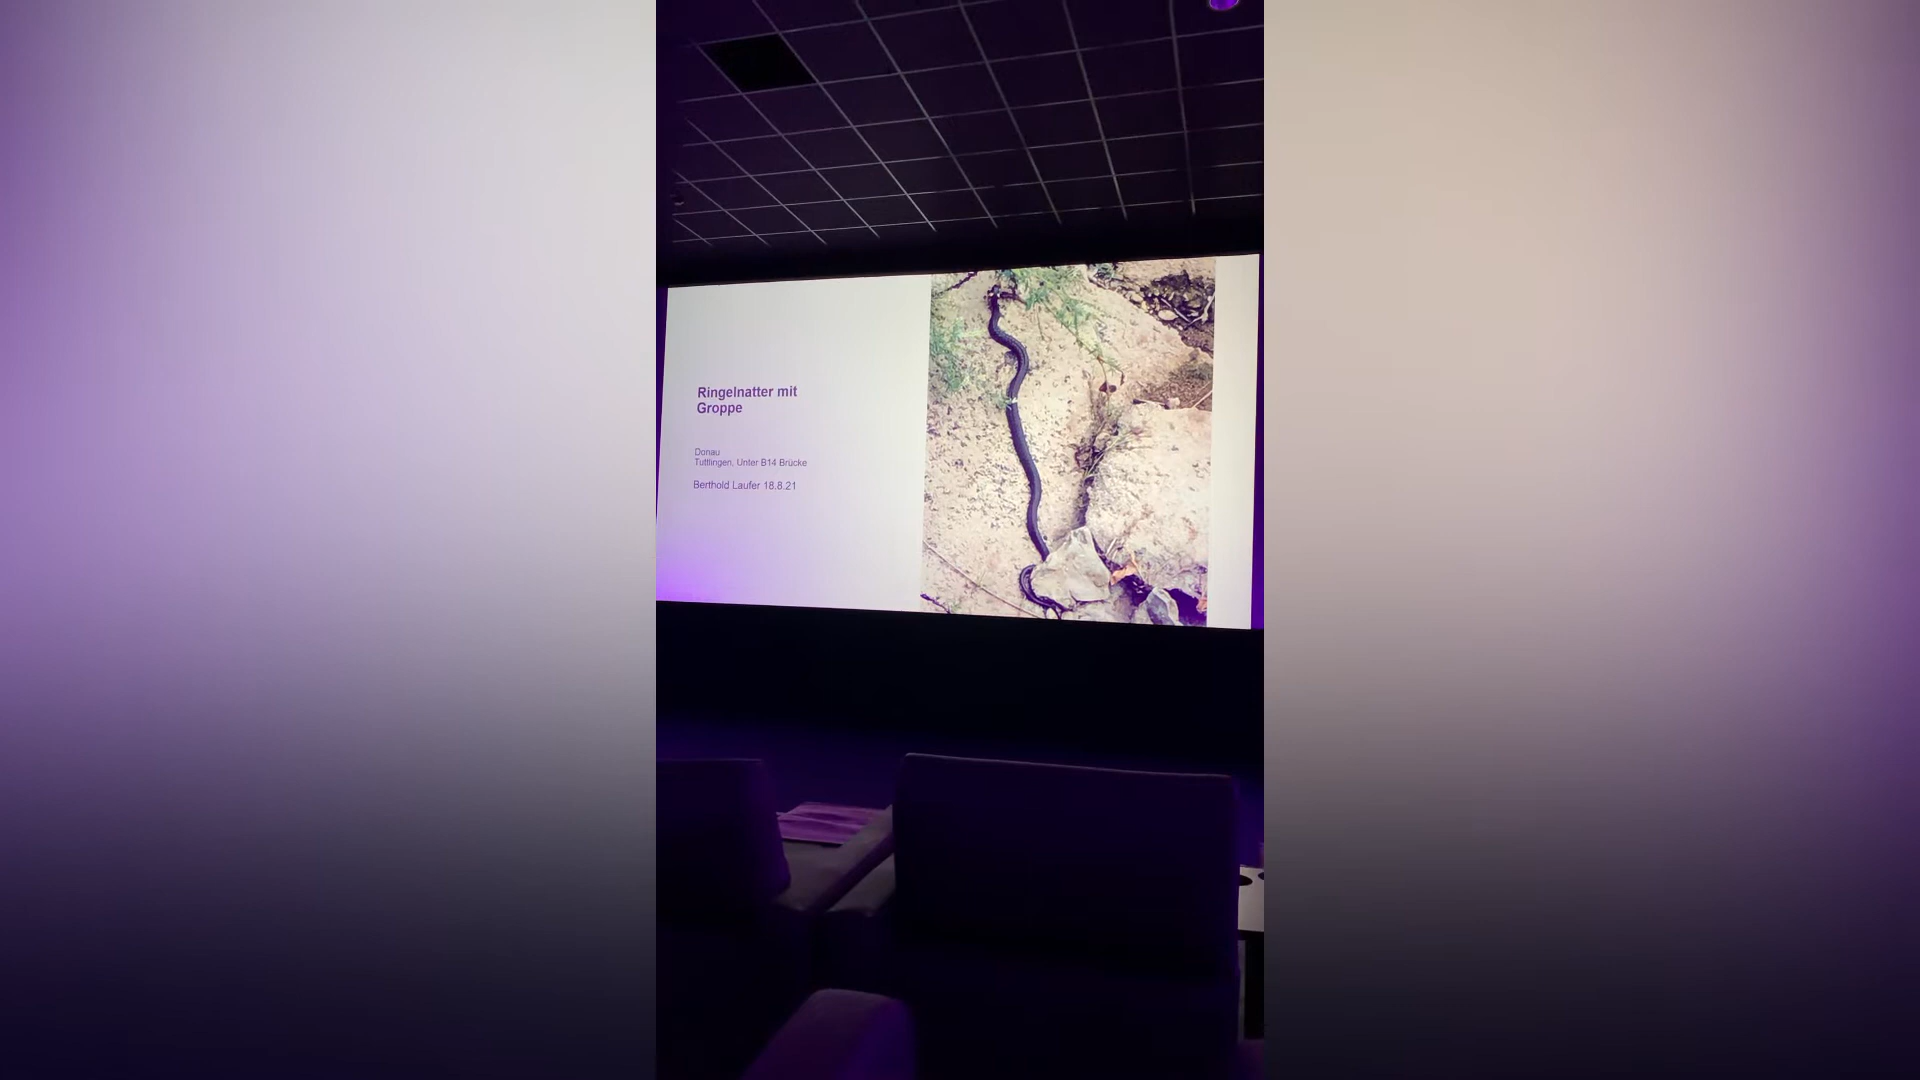 Ringelnatter mit
Groppe
Donau
Tuttlingen, Unter B14 Brücke
Berthold Laufer 18.8.21